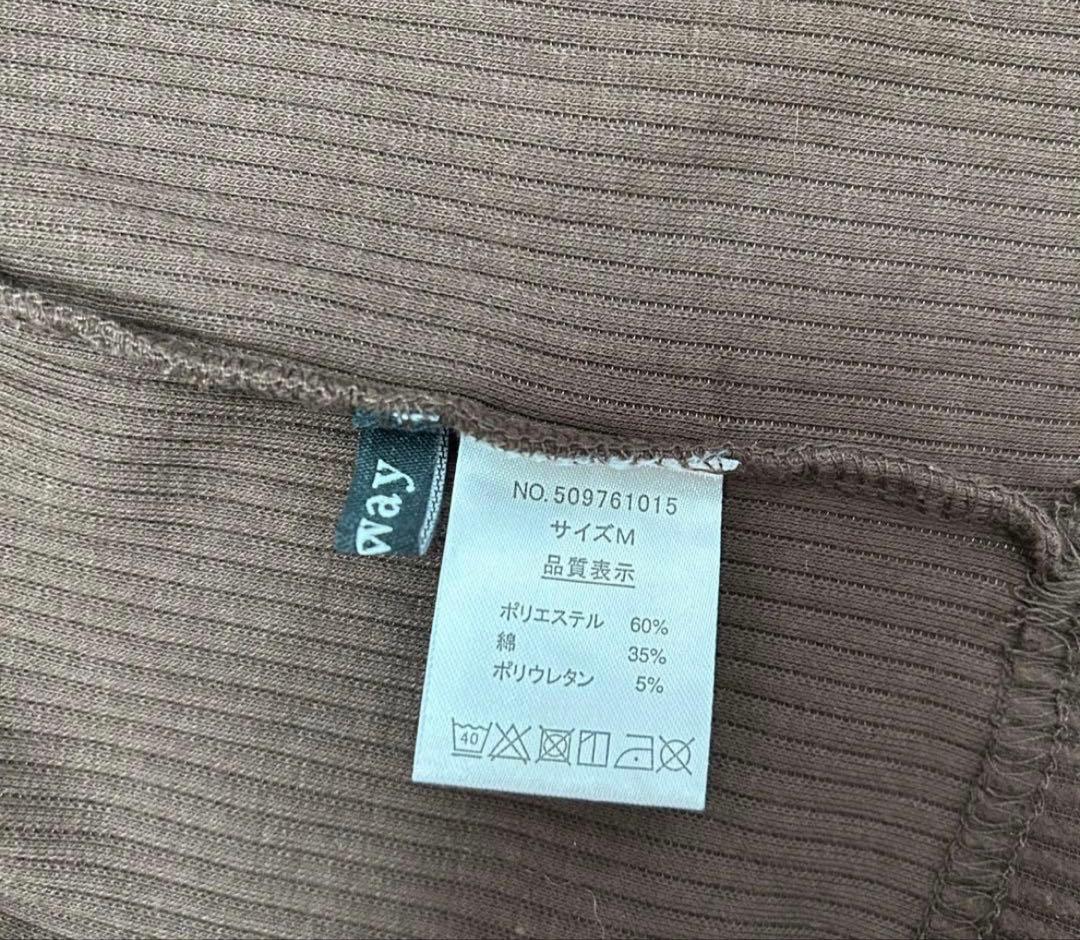 way
NO. 509761015
サイズM
品質表示
ポリエステル 60%
綿 35%
ポリウレタン 5%
40